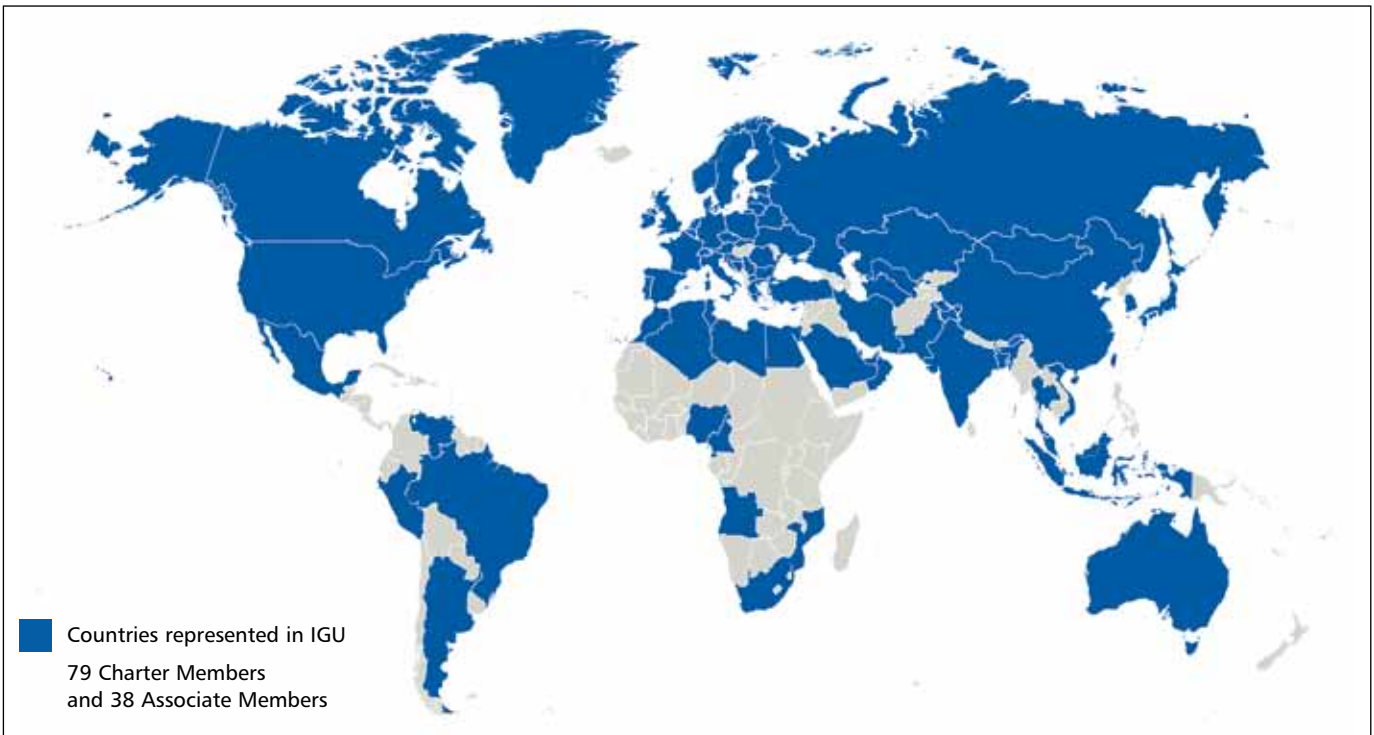 Countries represented in IGU
79 Charter Members
and 38 Associate Members